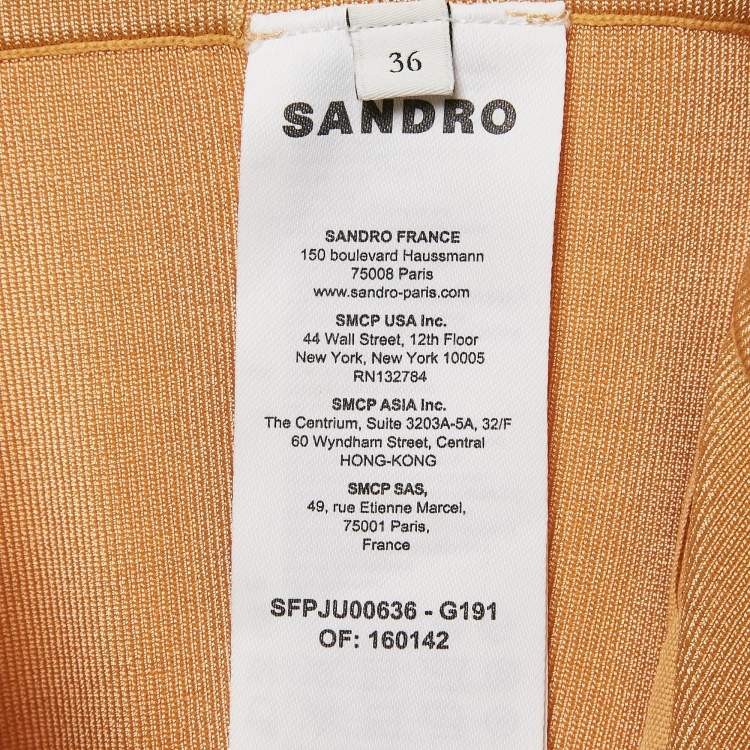 36
SANDRO
SANDRO FRANCE
150 boulevard Haussmann
75008 Paris
www.sandro-paris.com
SMCP USA Inc.
44 Wall Street, 12th Floor
New York, New York 10005
RN132784
SMCP ASIA Inc.
The Centrium, Suite 3203A-5A, 32/F
60 Wyndham Street, Central
HONG-KONG
SMCP SAS,
49, rue Etienne Marcel,
75001 Paris,
France
SFPJU00636 - G191
OF: 160142